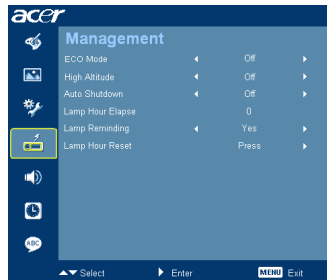 acer
Management
ECO Mode Off
High Altitude Off
Auto Shutdown Off
Lamp Hour Elapse 0
Lamp Reminding Yes
Lamp Hour Reset Press
ABC
Select Enter MENU Exit